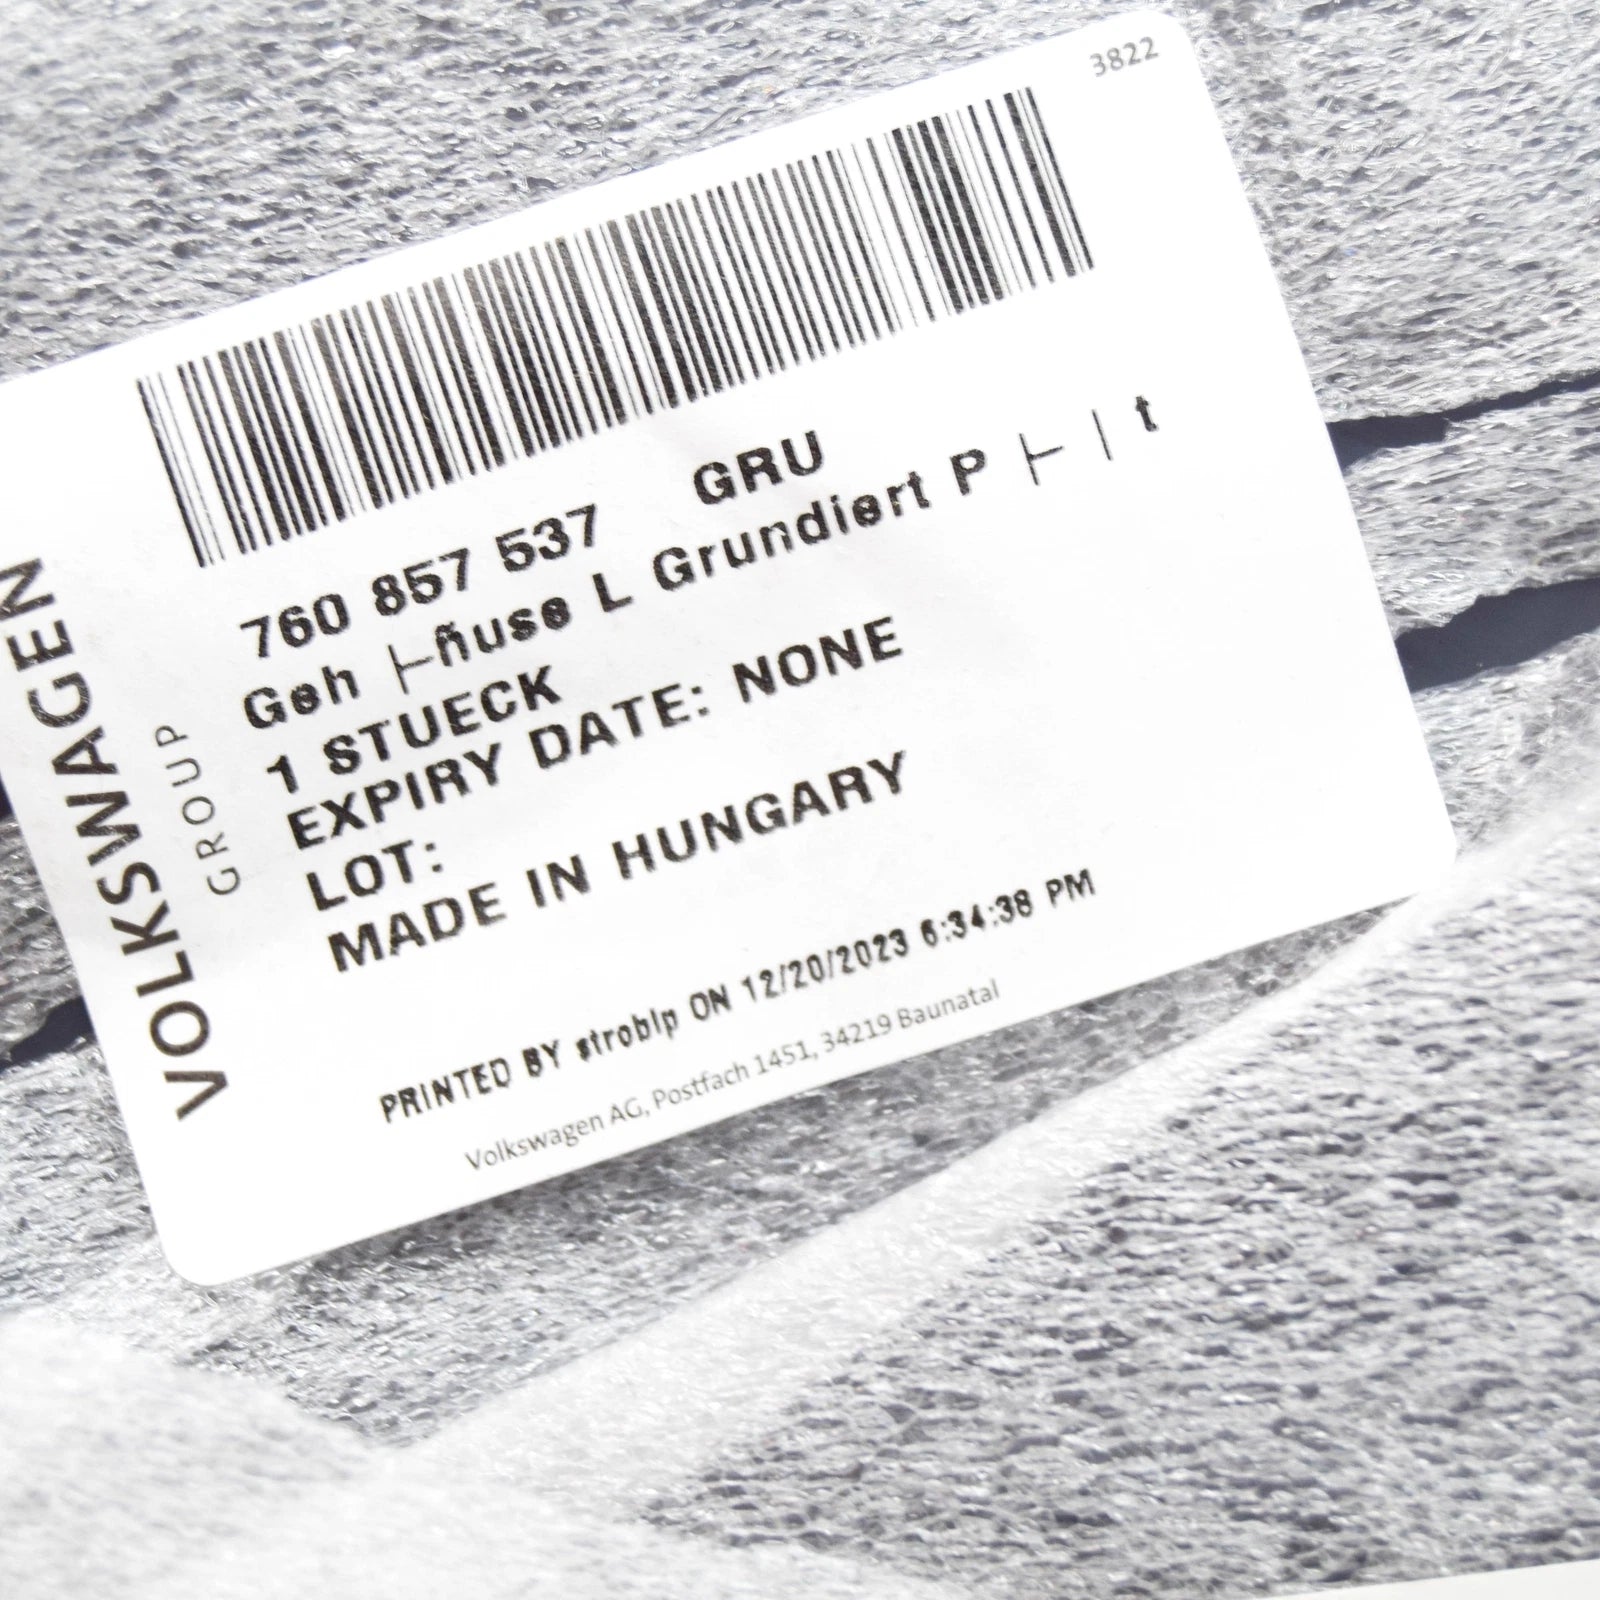 3822
VOLKSWAGEN
GROUP
760 857 537 GRU
Geh ├ñuse L Grundiert P ├ | t
1 STUECK
EXPIRY DATE: NONE
LOT:
MADE IN HUNGARY
PRINTED BY stroblp ON 12/20/2023 6:34:38 PM
Volkswagen AG, Postfach 1451, 34219 Baunatal